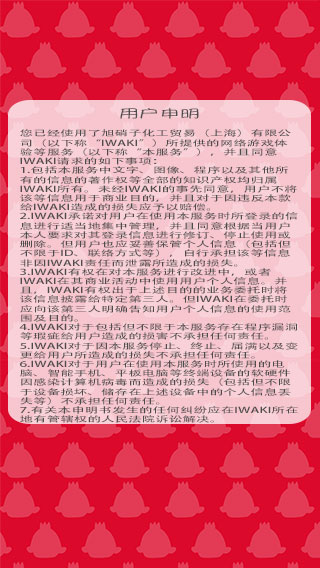 用户申明
您已经使用了旭硝子化工贸易（上海）有限公
司（以下称“IWAKI”）所提供的网络游戏体
验等服务（以下称“本服务”），并且同意
IWAKI请求的如下事项：
1.包括本服务中文字、图像、程序以及其他所
有的信息的著作权等全部的知识产权均归属
IWAKI所有。未经IWAKI的事先同意，用户不将
该等信息用于商业目的，并且对于因违反本款
给IWAKI造成的损失应予以赔偿。
2.IWAKI承诺对用户在使用本服务时所登录的信
息进行适当地集中管理，并且同意根据当用户
本人要求对其登录信息进行修订、停止使用或
删除。但用户也应妥善保管个人信息（包括但
不限于ID、联络方式等），自行承担该等信息
非因IWAKI责任而泄露所造成的损失。
3.IWAKI有权在对本服务进行改进中，或者
IWAKI在其商业活动中使用用户个人信息。并
且，IWAKI有权出于上述目的的业务委托时将
该信息披露给特定第三人。但IWAKI在委托时
应向该第三人明确告知用户个人信息的使用范
围及目的。
4.IWAKI对于包括但不限于本服务存在程序漏洞
等瑕疵给用户造成的损害不承担任何责任。
5.IWAKI对于因本服务停止、终止、届满以及变
更给用户所造成的损失不承担任何责任。
6.IWAKI对于用户在使用本服务时所使用的电
脑、智能手机、平板电脑等终端设备的软硬件
因感染计算机病毒而造成的损失（包括但不限
于设备损坏、储存在上述设备中的个人信息丢
失等）不承担任何责任。
7.有关本申明书发生的任何纠纷应在IWAKI所在
地有管辖权的人民法院诉讼解决。